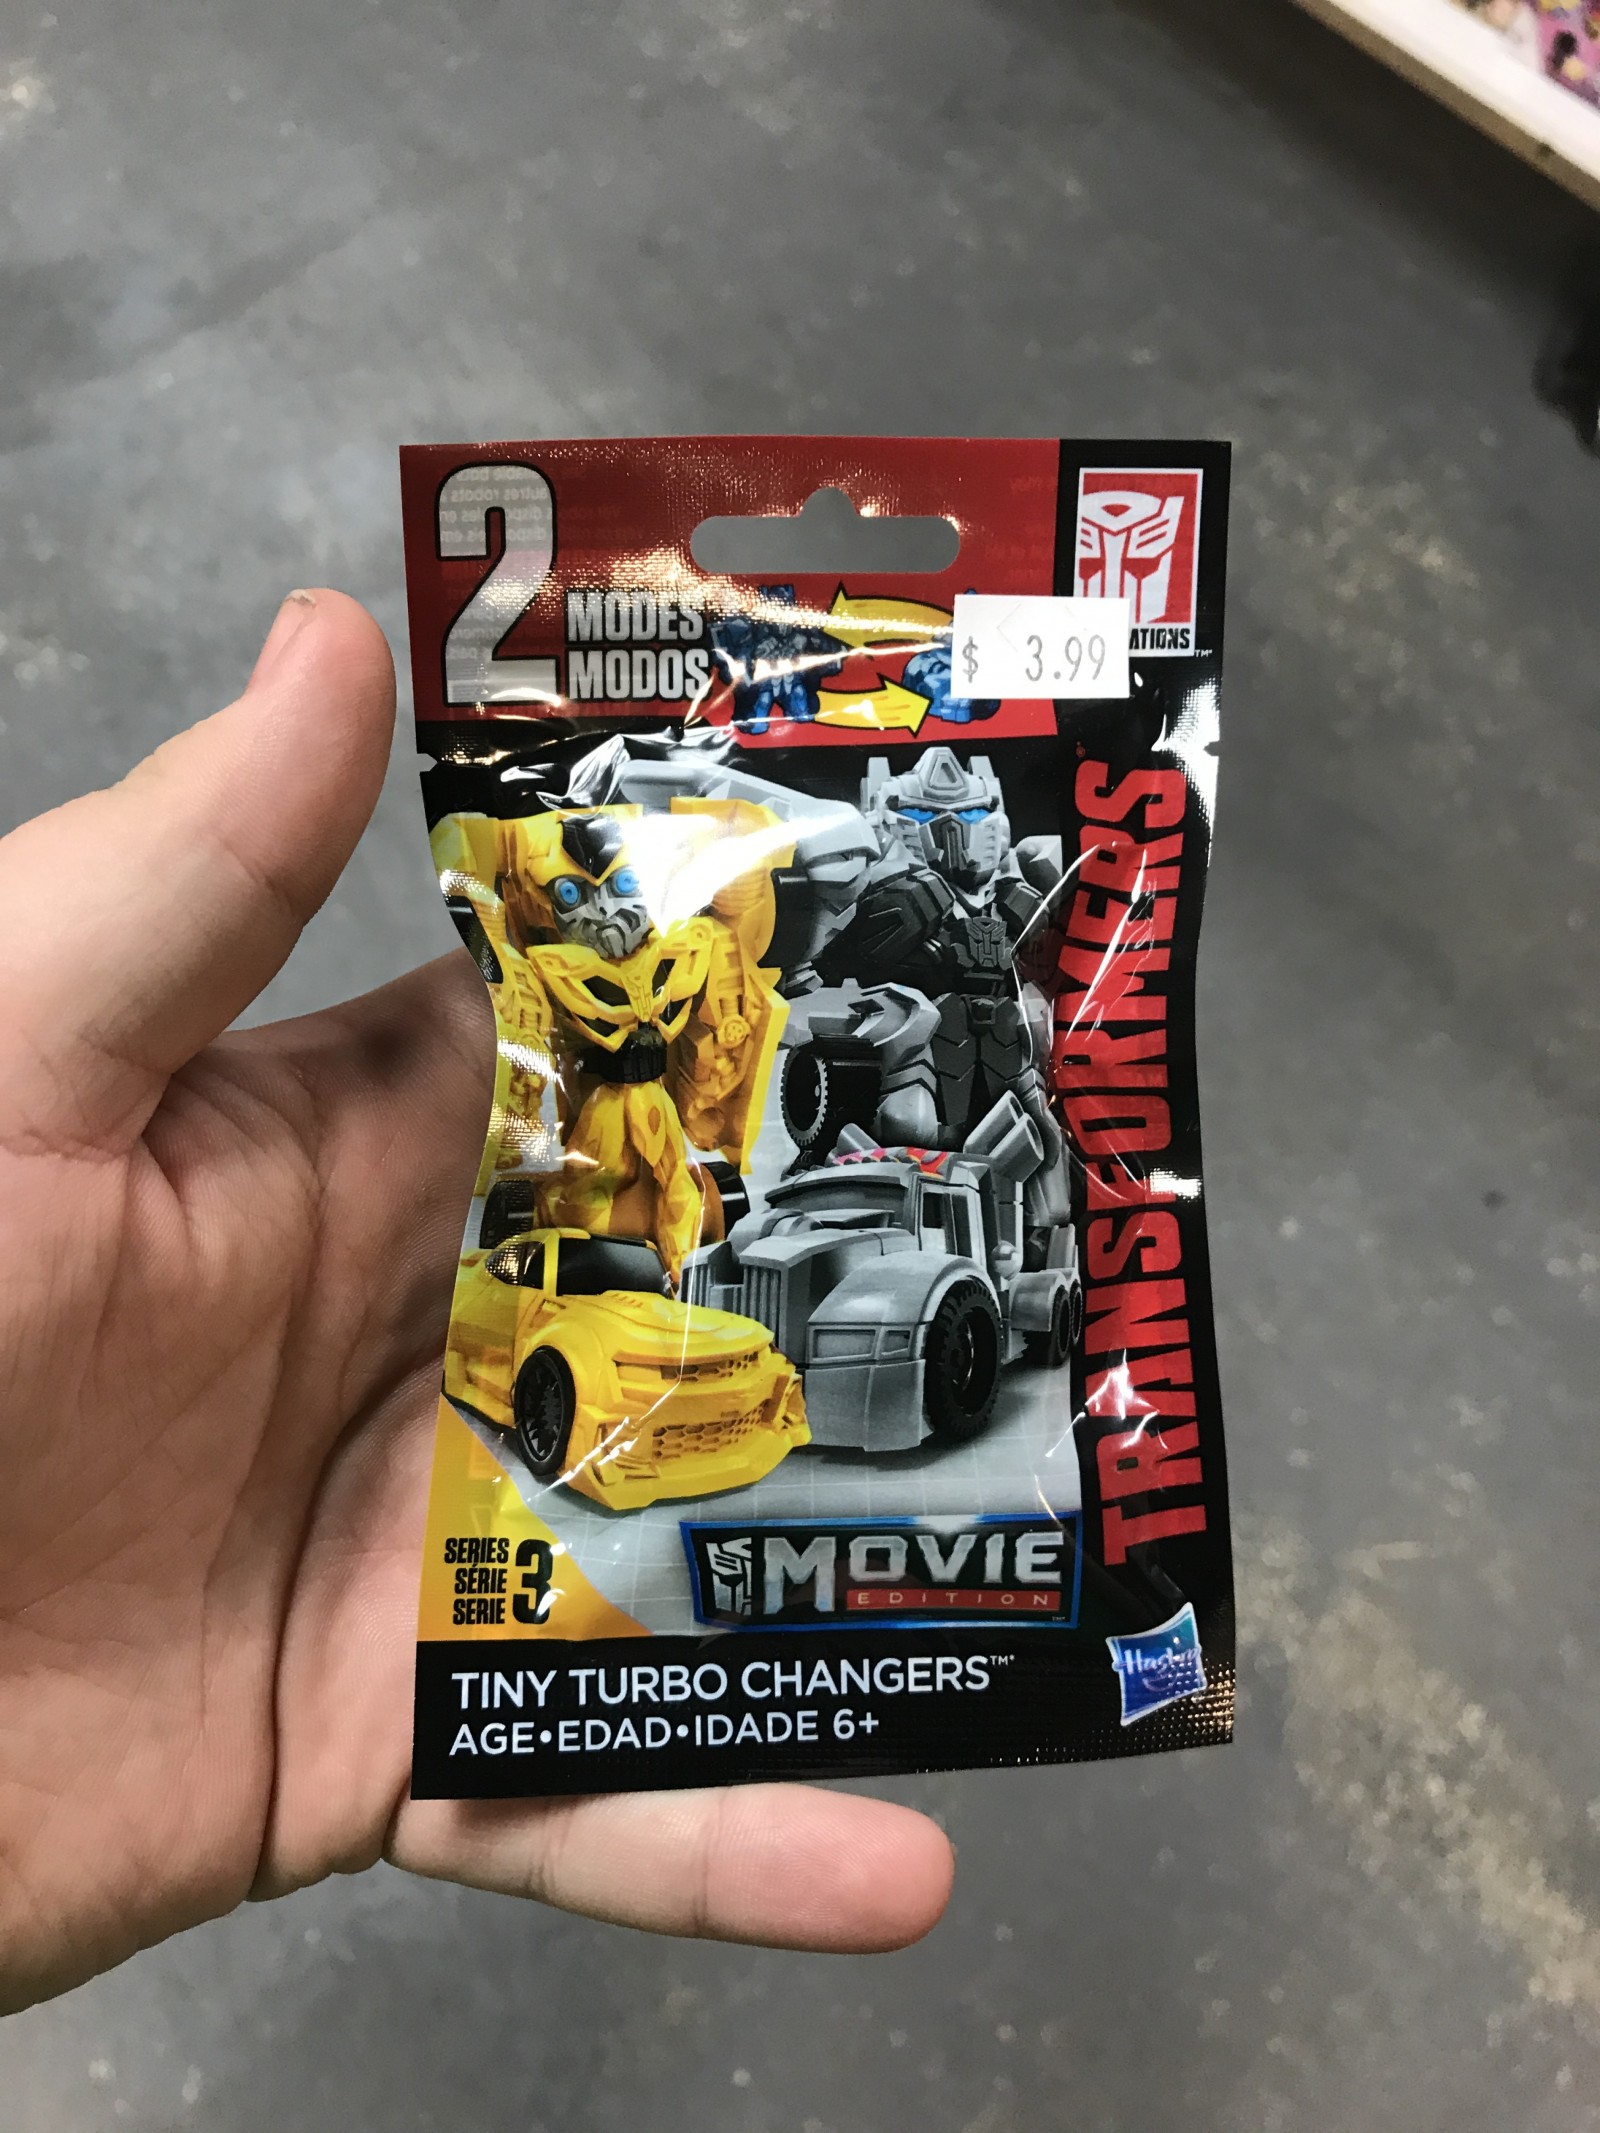 2
MODES
MODOS
$ 3.99
ATIONS™
TRANSFORMERS®
SERIES
SÉRIE
SERIE
3
MOVIE
EDITION
Hasbro
TINY TURBO CHANGERS™*
AGE•EDAD•IDADE 6+